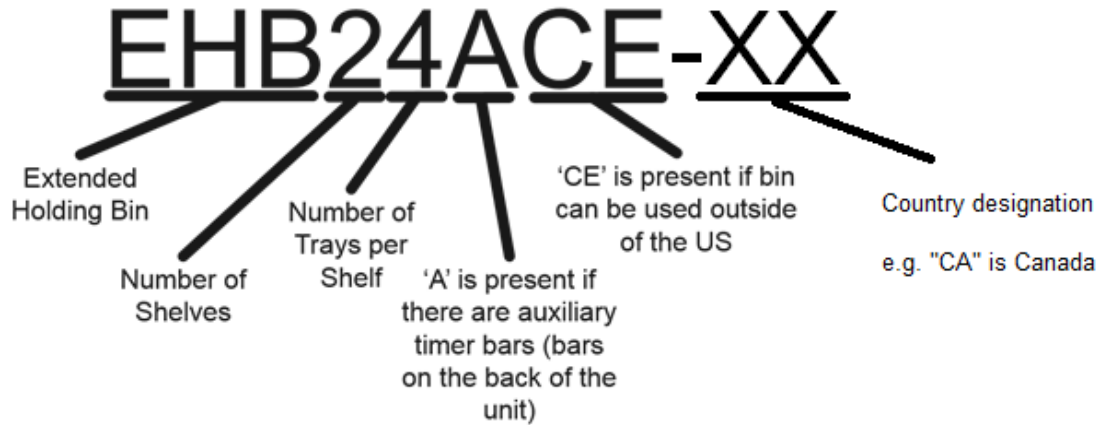 EHB24ACE-XX
Extended
Holding Bin
Number of
Shelves
Number of
Trays per
Shelf
‘A’ is present if
there are auxiliary
timer bars (bars
on the back of the
unit)
‘CE’ is present if bin
can be used outside
of the US
Country designation
e.g. "CA" is Canada